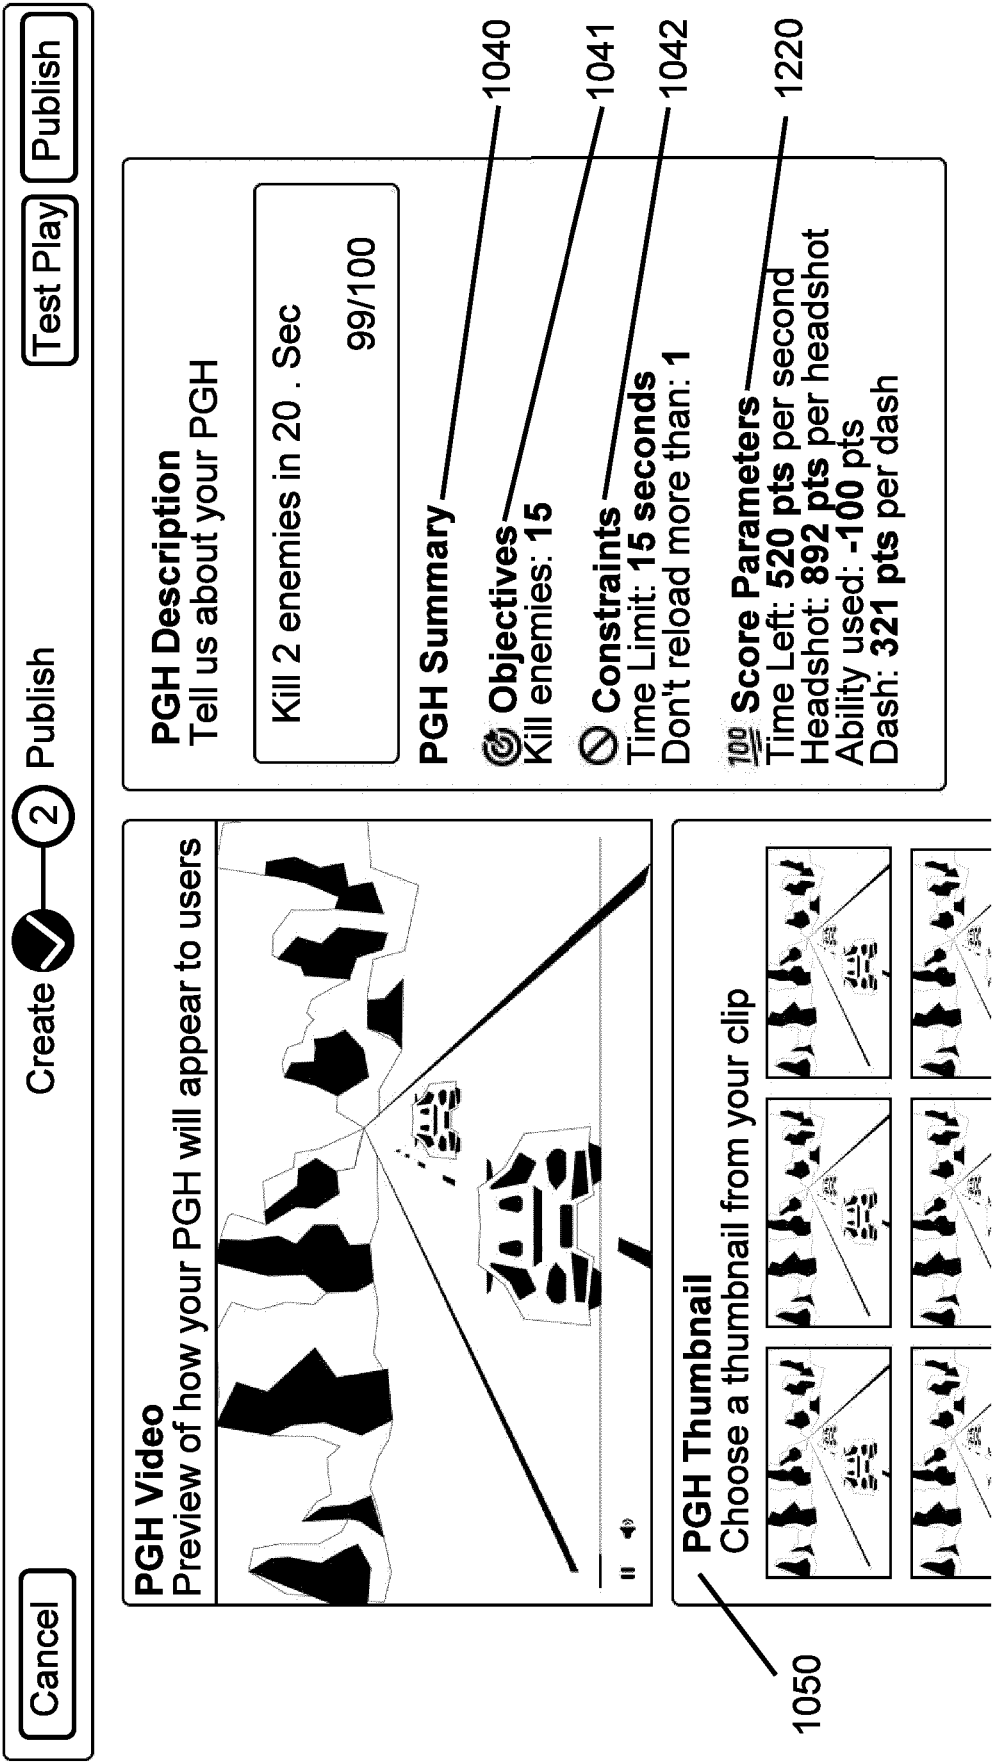 Cancel
Create
2
Publish
Test Play
Publish
PGH Video
Preview of how your PGH will appear to users
PGH Thumbnail
Choose a thumbnail from your clip
1050
PGH Description
Tell us about your PGH
Kill 2 enemies in 20 . Sec
99/100
PGH Summary
1040
Objectives
1041
Kill enemies: 15
Constraints
1042
Time Limit: 15 seconds
Don't reload more than: 1
100
Score Parameters
1220
Time Left: 520 pts per second
Headshot: 892 pts per headshot
Ability used: -100 pts
Dash: 321 pts per dash